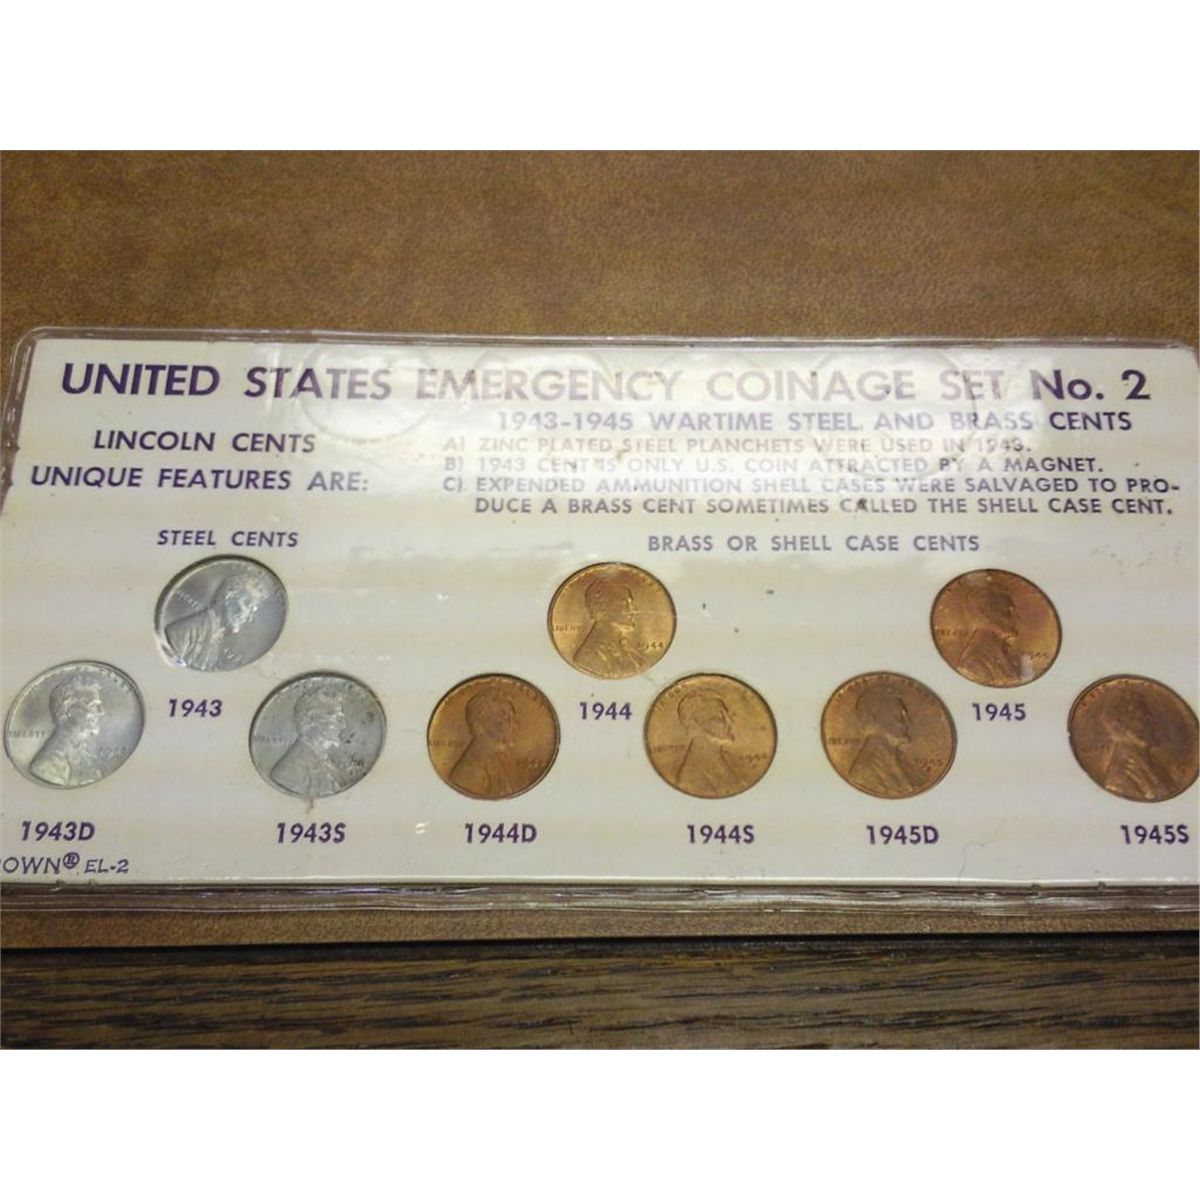 UNITED STATES EMERGENCY COINAGE SET No. 2
1943-1945 WARTIME STEEL AND BRASS CENTS
LINCOLN CENTS
UNIQUE FEATURES ARE:
A) ZINC PLATED STEEL PLANCHETS WERE USED IN 1943.
B) 1943 CENT IS ONLY U.S. COIN ATTRACTED BY A MAGNET.
C) EXPENDED AMMUNITION SHELL CASES WERE SALVAGED TO PRO-
DUCE A BRASS CENT SOMETIMES CALLED THE SHELL CASE CENT.
STEEL CENTS
BRASS OR SHELL CASE CENTS
1943
1944
1945
LIBERTY
1944
1943D
1943S
1944D
1944S
1945D
1945S
OWN® EL-2